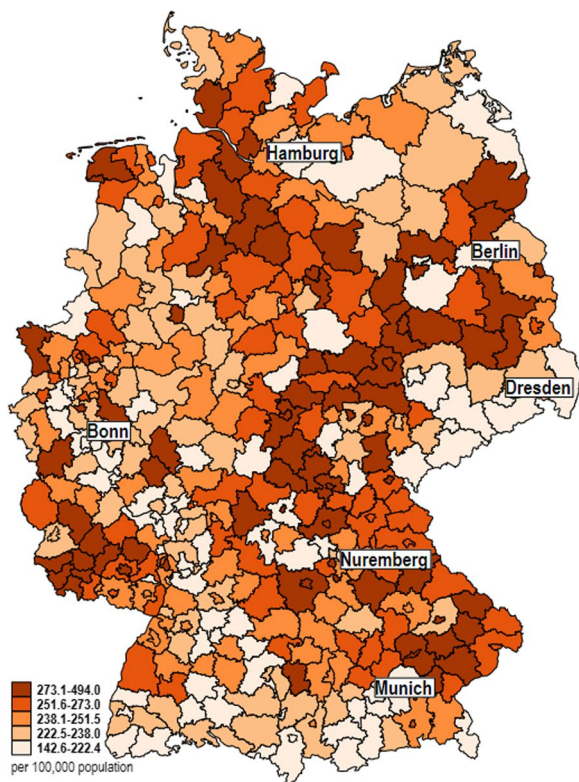 Hamburg
Berlin
Dresden
Bonn
Nuremberg
Munich
273.1-494.0
251.6-273.0
238.1-251.5
222.5-238.0
142.6-222.4
per 100,000 population